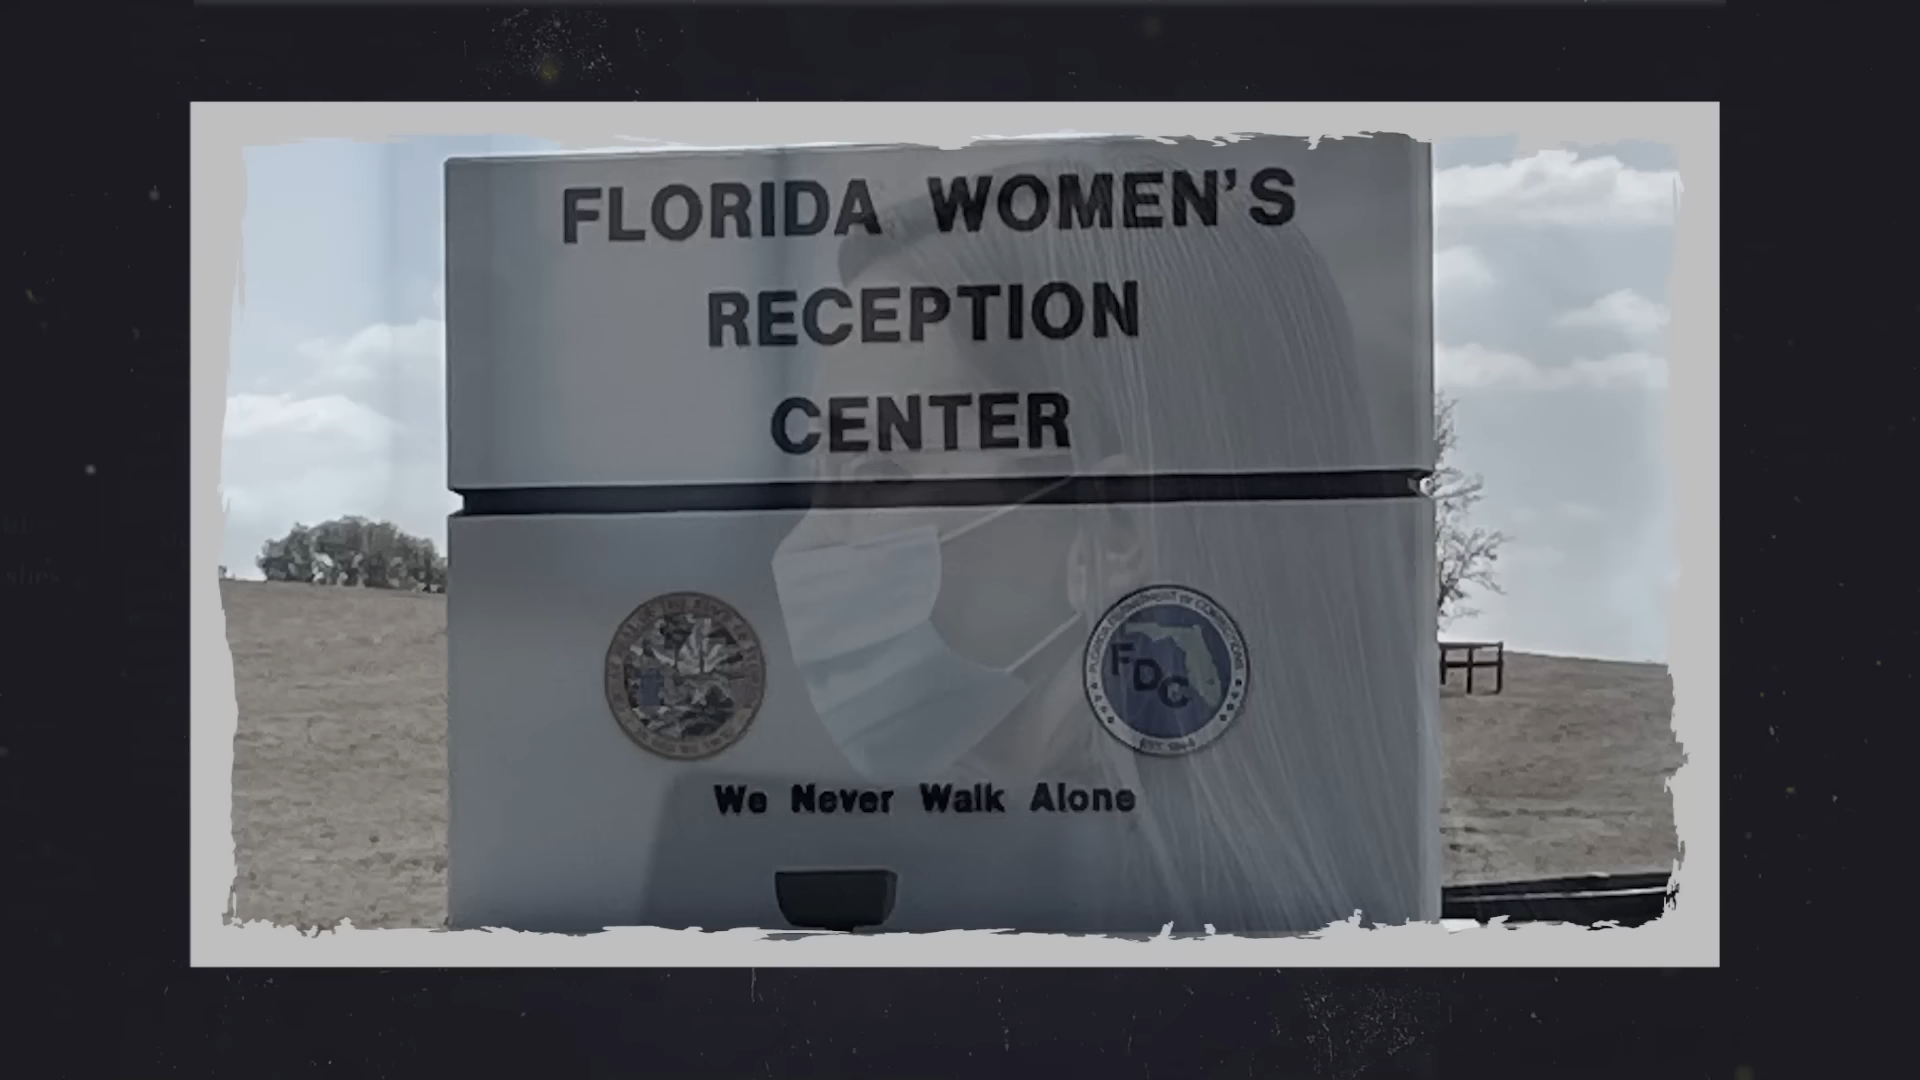 FLORIDA WOMEN'S
RECEPTION
CENTER
FDC
We Never Walk Alone